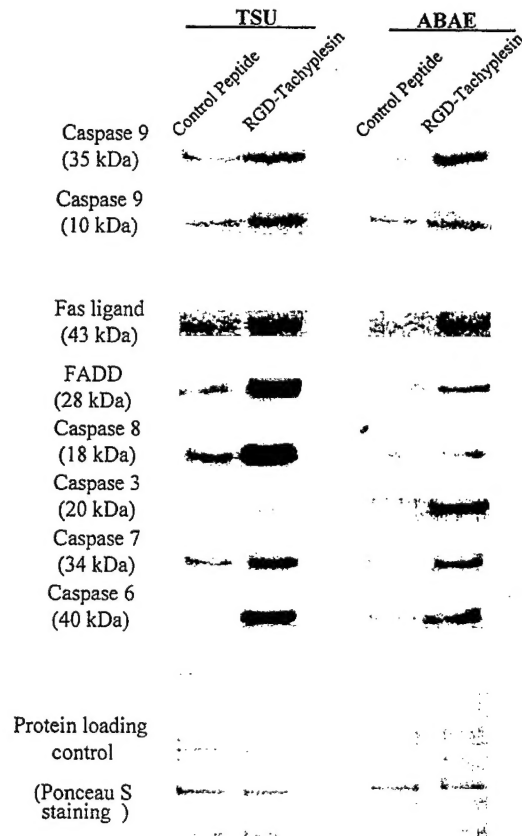 TSU
ABAE
Control Peptide
RGD-Tachyplesin
Control Peptide
RGD-Tachyplesin
Caspase 9
(35 kDa)
Caspase 9
(10 kDa)
Fas ligand
(43 kDa)
FADD
(28 kDa)
Caspase 8
(18 kDa)
Caspase 3
(20 kDa)
Caspase 7
(34 kDa)
Caspase 6
(40 kDa)
Protein loading
control
(Ponceau S
staining )